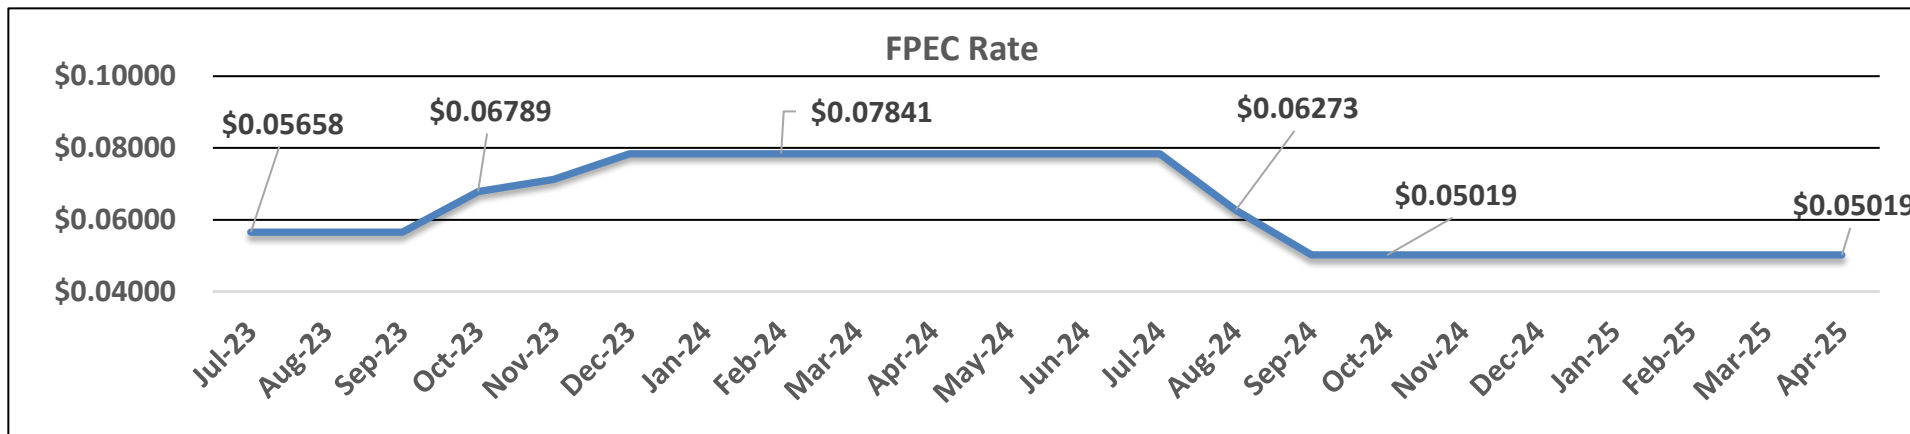 FPEC Rate
$0.10000
$0.08000
$0.06000
$0.04000
$0.05658
$0.06789
$0.07841
$0.06273
$0.05019
$0.05019
Jul-23
Aug-23
Sep-23
Oct-23
Nov-23
Dec-23
Jan-24
Feb-24
Mar-24
Apr-24
May-24
Jun-24
Jul-24
Aug-24
Sep-24
Oct-24
Nov-24
Dec-24
Jan-25
Feb-25
Mar-25
Apr-25